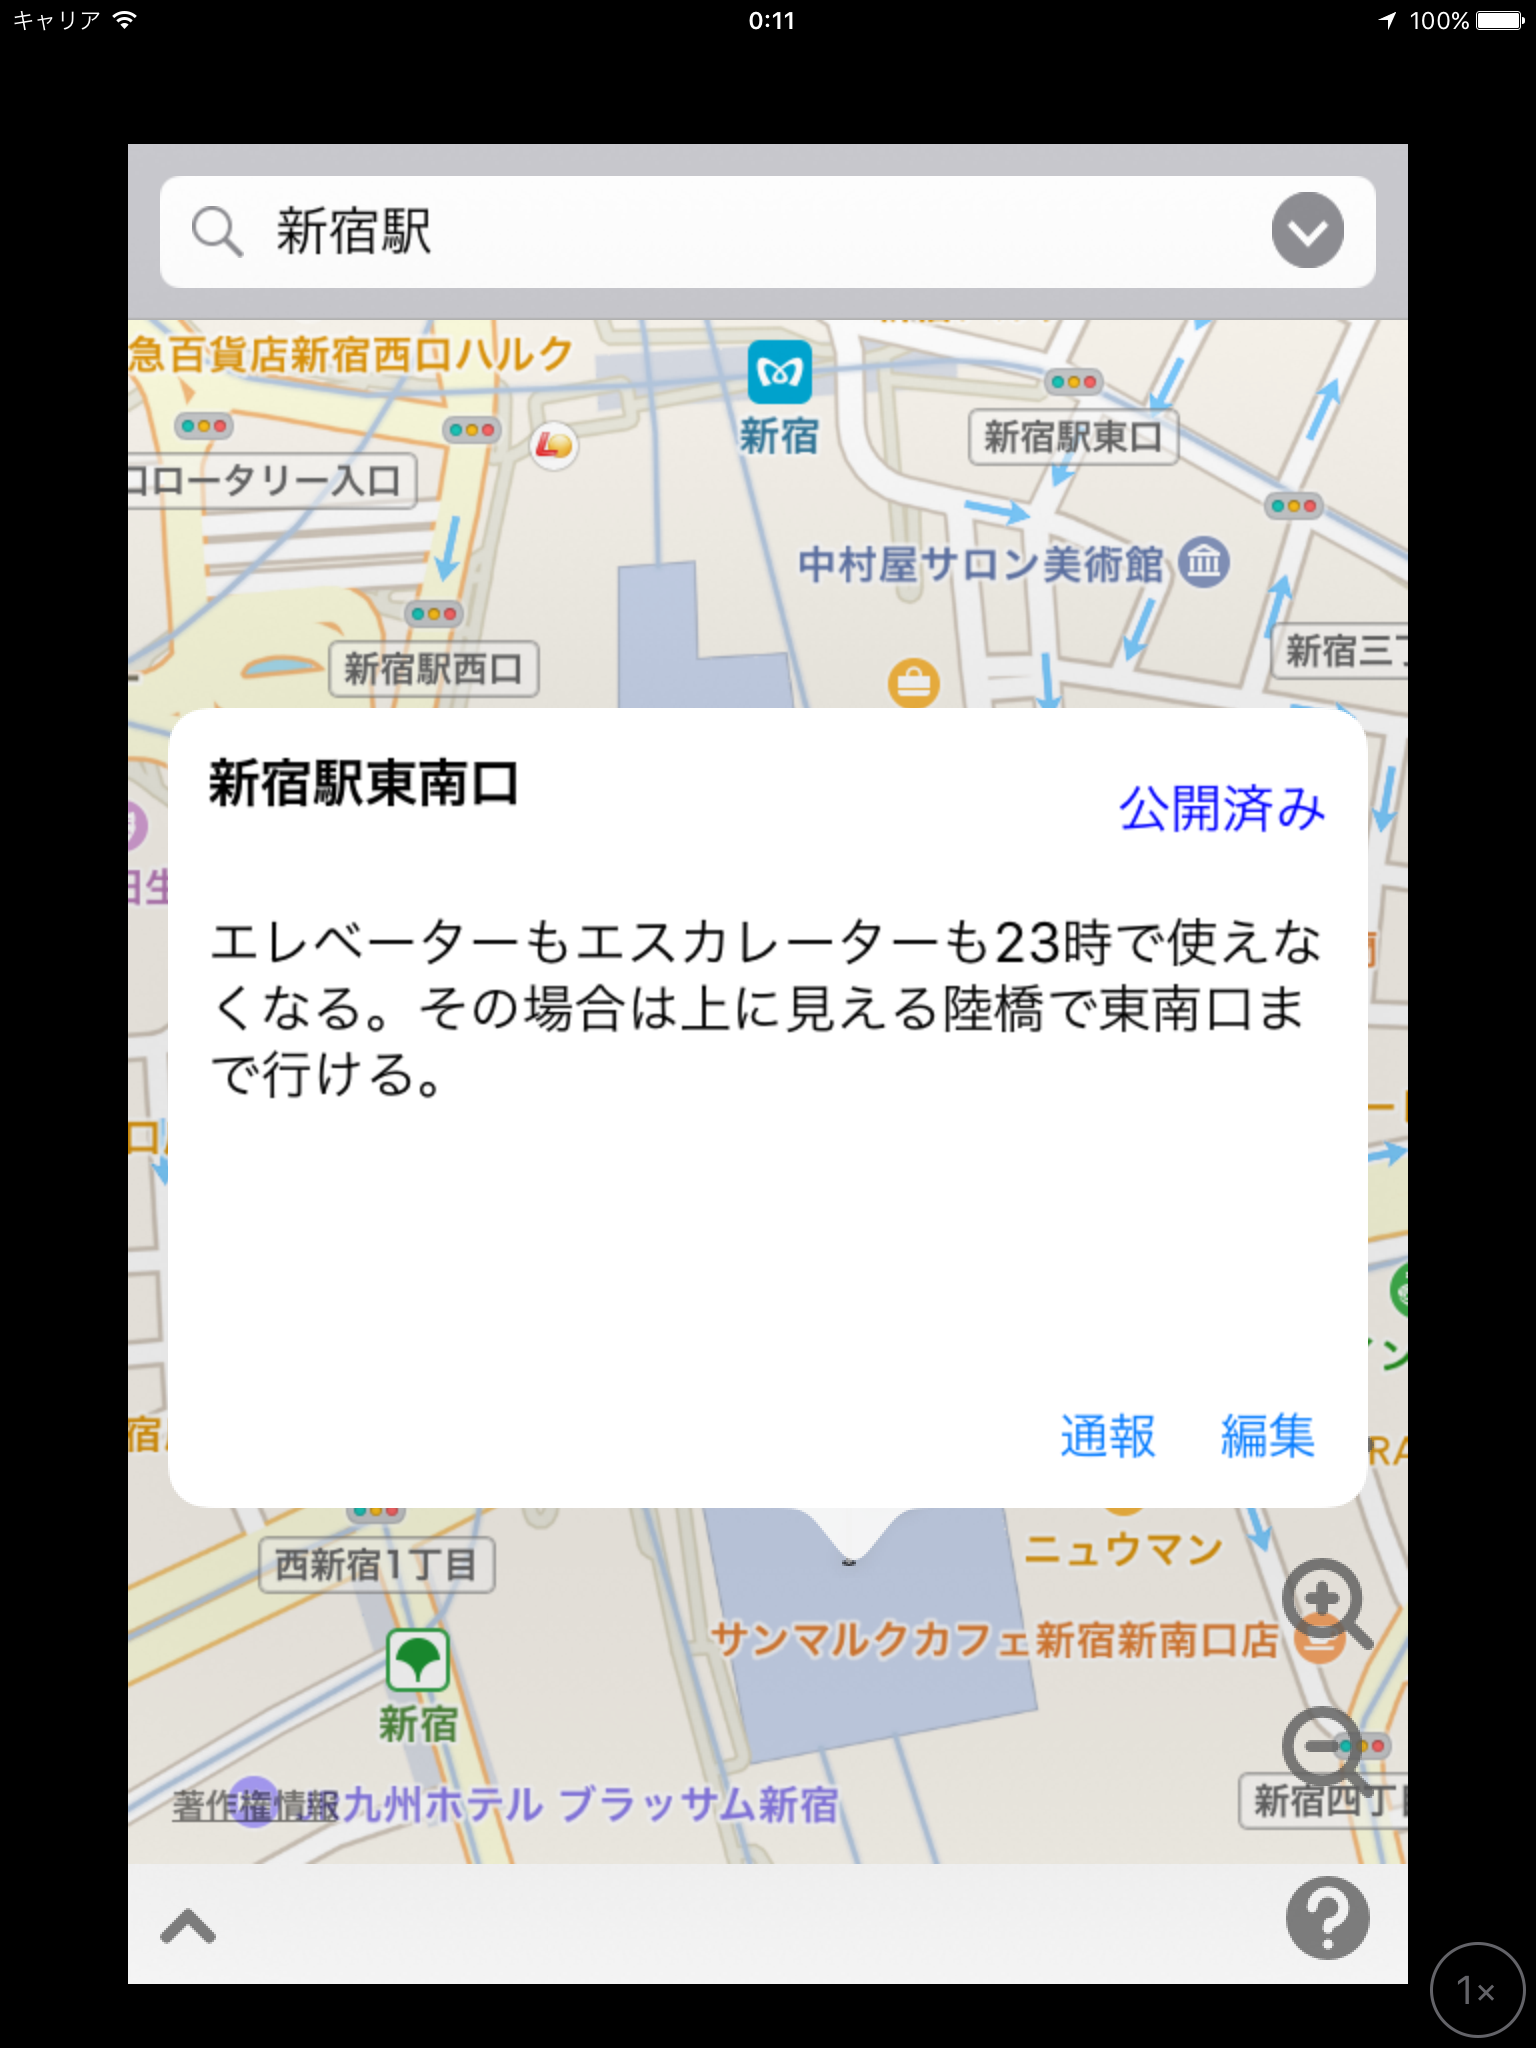 キャリア 0:11 100%
新宿駅
急百貨店新宿西口ハルク
新宿
新宿駅東口
口ロータリー入口
中村屋サロン美術館
新宿三丁
新宿駅西口
新宿駅東南口
公開済み
エレベーターもエスカレーターも23時で使えな
くなる。その場合は上に見える陸橋で東南口ま
で行ける。
通報 編集
西新宿1丁目
ニュウマン
サンマルクカフェ新宿新南口店
新宿
著作権情報
九州ホテル ブラッサム新宿
新宿四丁目
1×